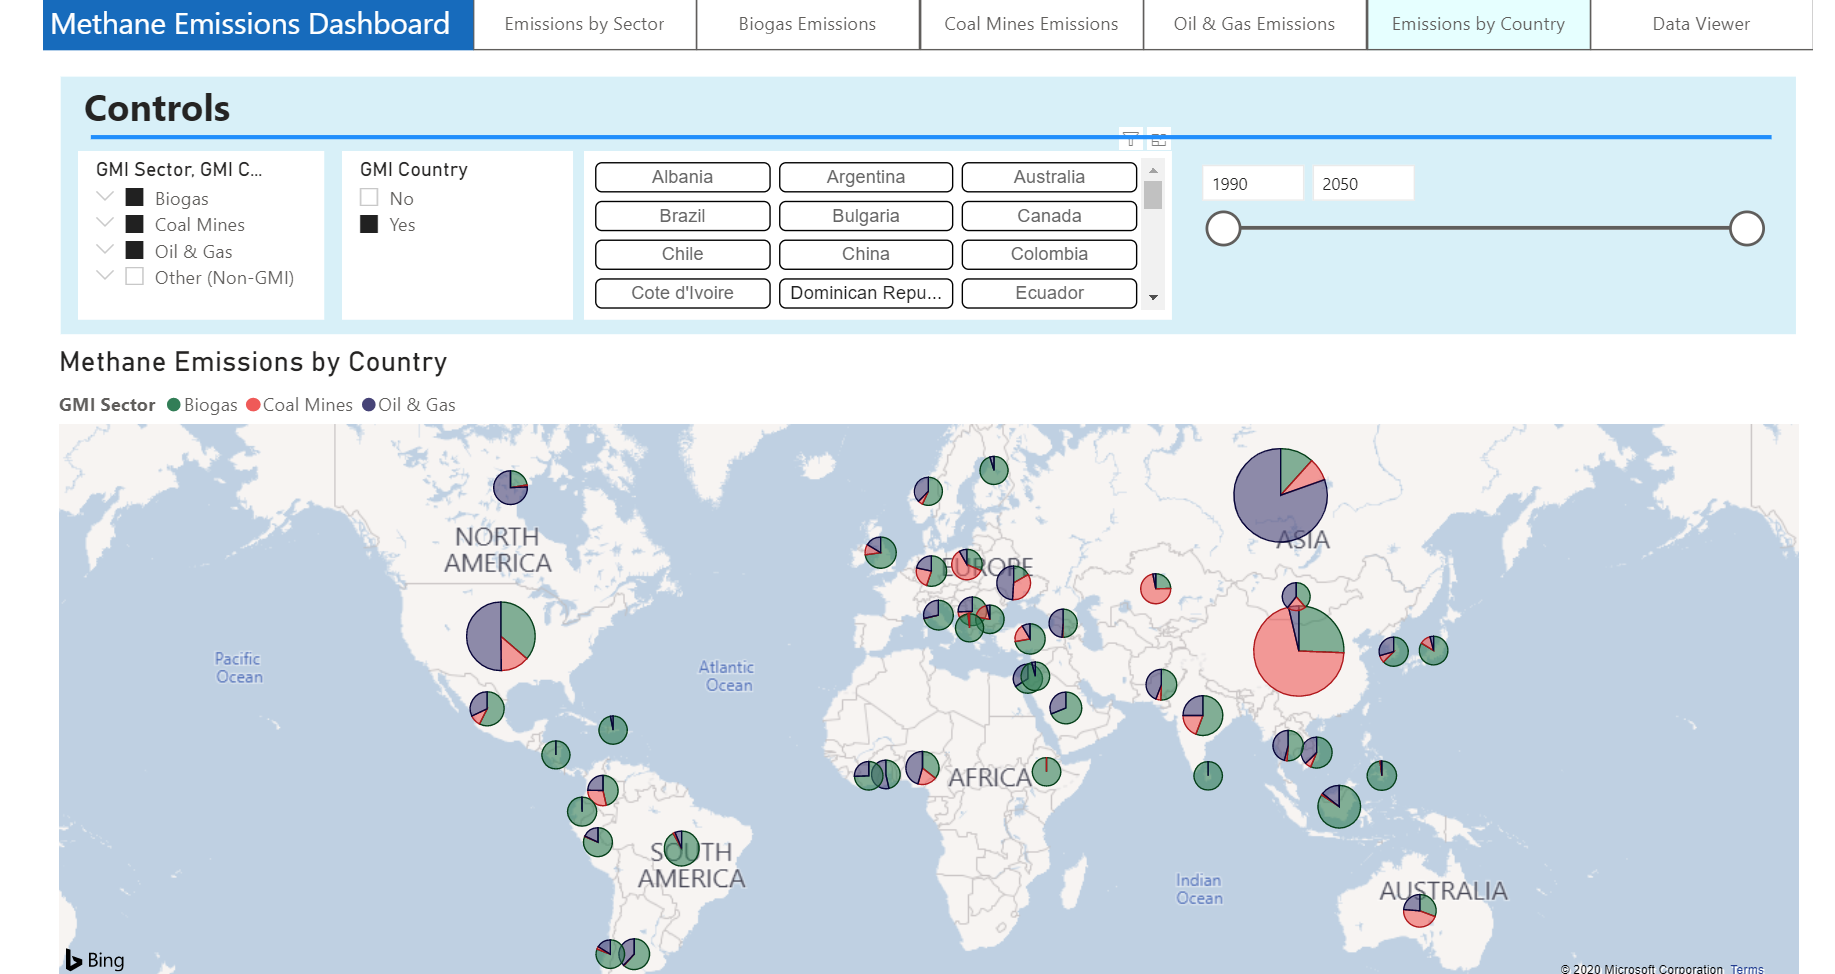 Methane Emissions Dashboard
Emissions by Sector
Biogas Emissions
Coal Mines Emissions
Oil & Gas Emissions
Emissions by Country
Data Viewer
Controls
GMI Sector, GMI C...
Biogas
Coal Mines
Oil & Gas
Other (Non-GMI)
GMI Country
No
Yes
Albania
Argentina
Australia
Brazil
Bulgaria
Canada
Chile
China
Colombia
Cote d'Ivoire
Dominican Repu...
Ecuador
1990
2050
Methane Emissions by Country
GMI Sector Biogas Coal Mines Oil & Gas
NORTH
AMERICA
EUROPE
ASIA
Pacific
Ocean
Atlantic
Ocean
AFRICA
SOUTH
AMERICA
Indian
Ocean
AUSTRALIA
Bing
© 2020 Microsoft Corporation Terms